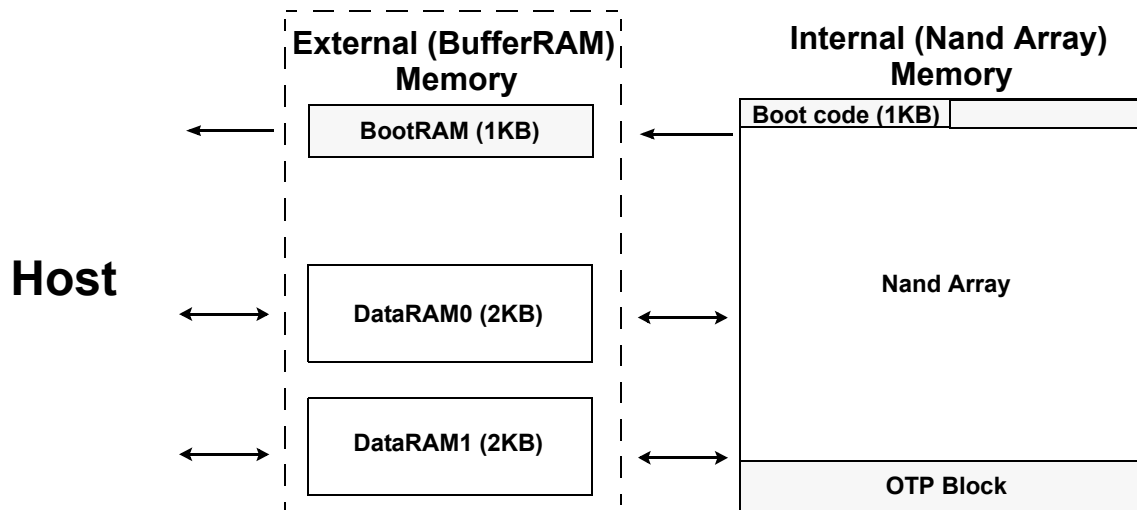 External (BufferRAM)
Memory
Internal (Nand Array)
Memory
BootRAM (1KB)
Boot code (1KB)
Host
DataRAM0 (2KB)
Nand Array
DataRAM1 (2KB)
OTP Block